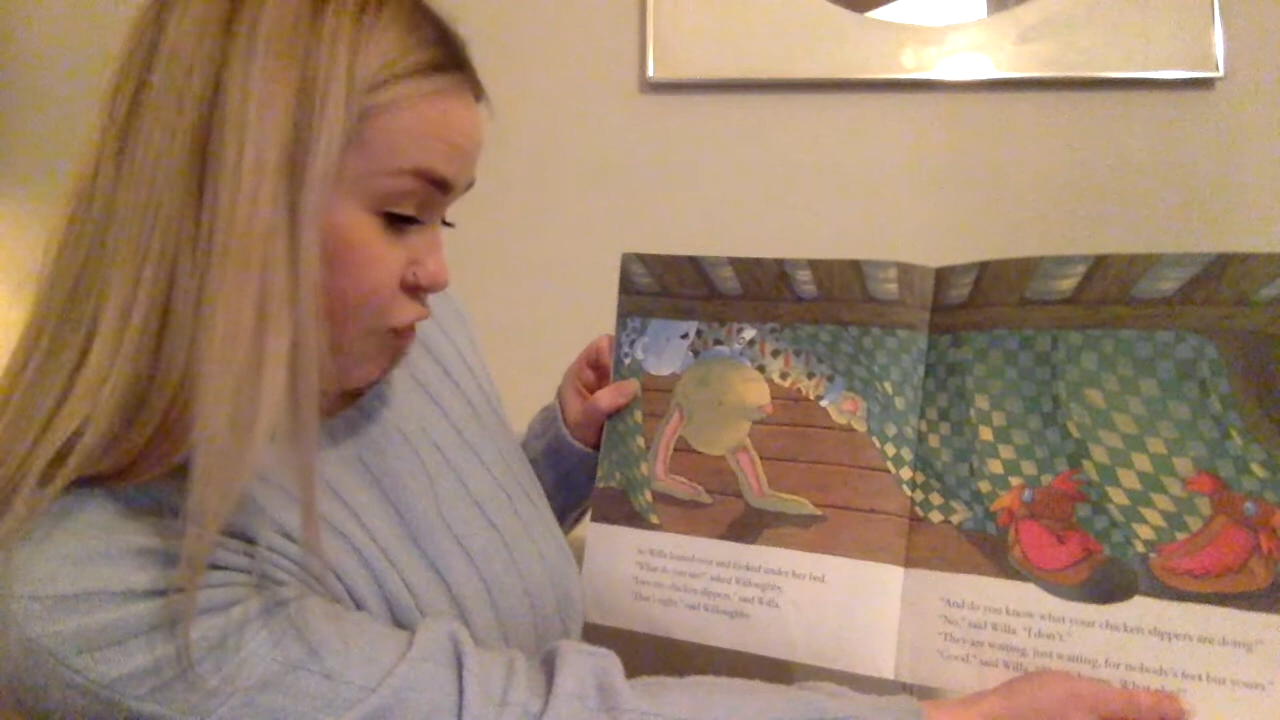 So Willa leaned over and looked under her bed.
"What do you see?" asked Willoughby.
"I see my chicken slippers," said Willa.
"That's right," said Willoughby.
"And do you know what your chicken slippers are doing?"
"No," said Willa. "I don't."
"They are waiting, just waiting, for nobody's feet but yours."
"Good," said Willa,